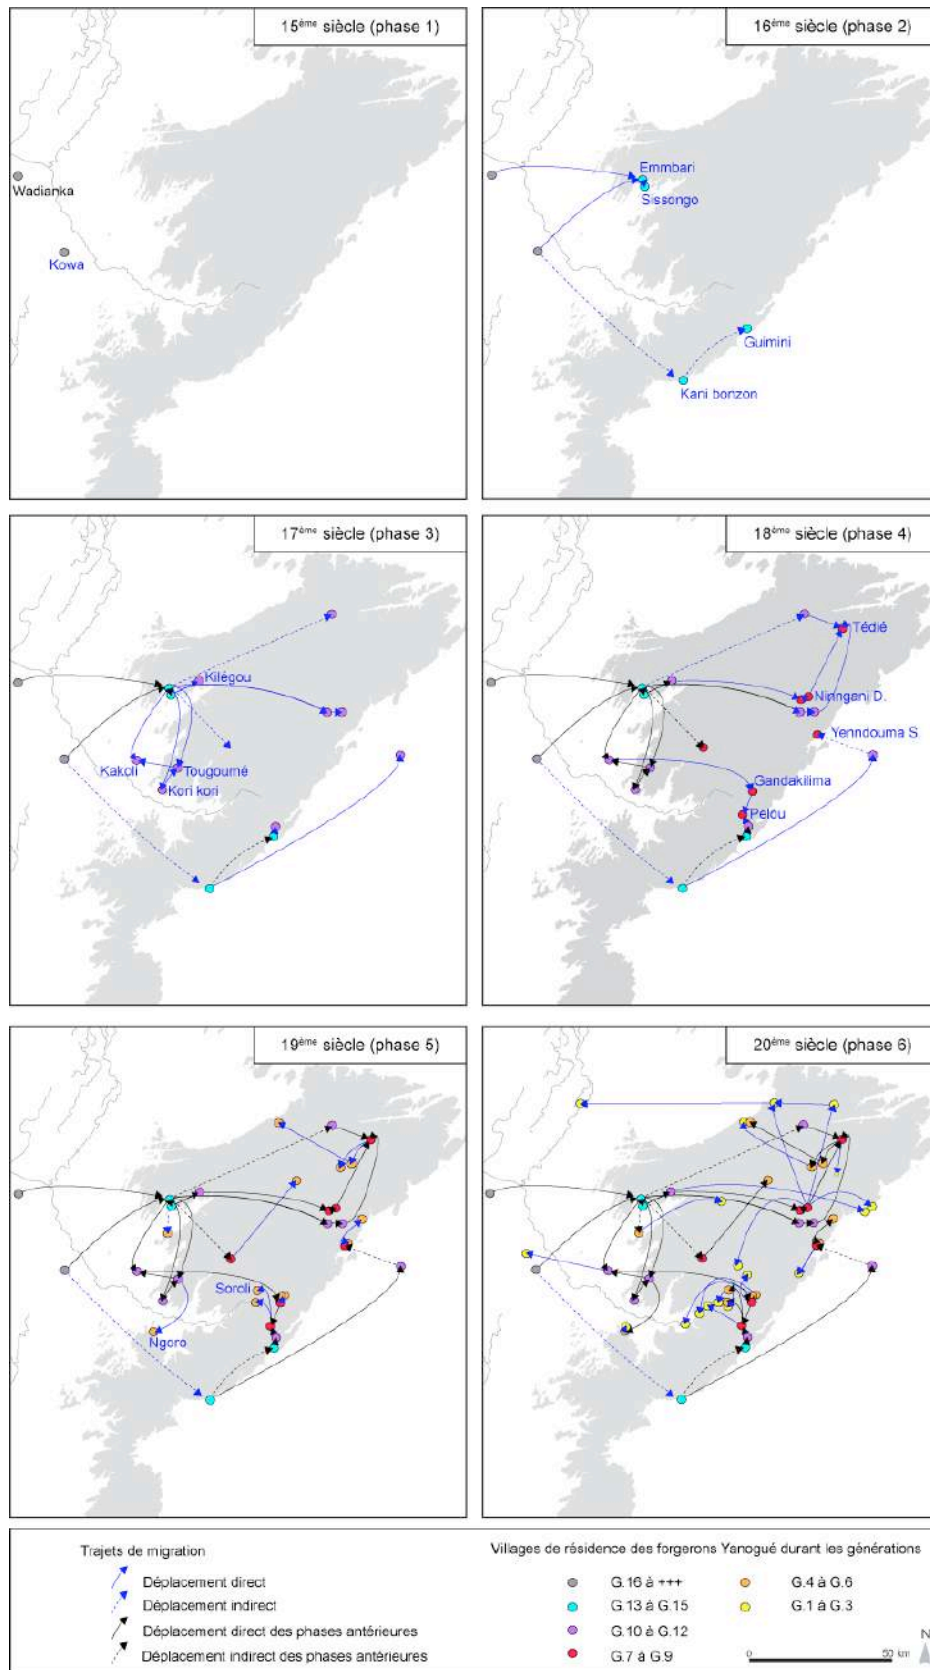 15ème siècle (phase 1)
Wadianka
Kowa
16ème siècle (phase 2)
Emmbari
Sissongo
Guimini
Kani bonzon
17ème siècle (phase 3)
Kilégou
Kakoli
Tougoumé
Kori kori
18ème siècle (phase 4)
Tédié
Ninngani D.
Yenndouma S
Gandakilima
Pelou
19ème siècle (phase 5)
Soroli
Ngoro
20ème siècle (phase 6)
Trajets de migration
Déplacement direct
Déplacement indirect
Déplacement direct des phases antérieures
Déplacement indirect des phases antérieures
Villages de résidence des forgerons Yanogué durant les générations
G.16 à +++
G.13 à G.15
G.10 à G.12
G.7 à G.9
G.4 à G.6
G.1 à G.3
N
0 50 km